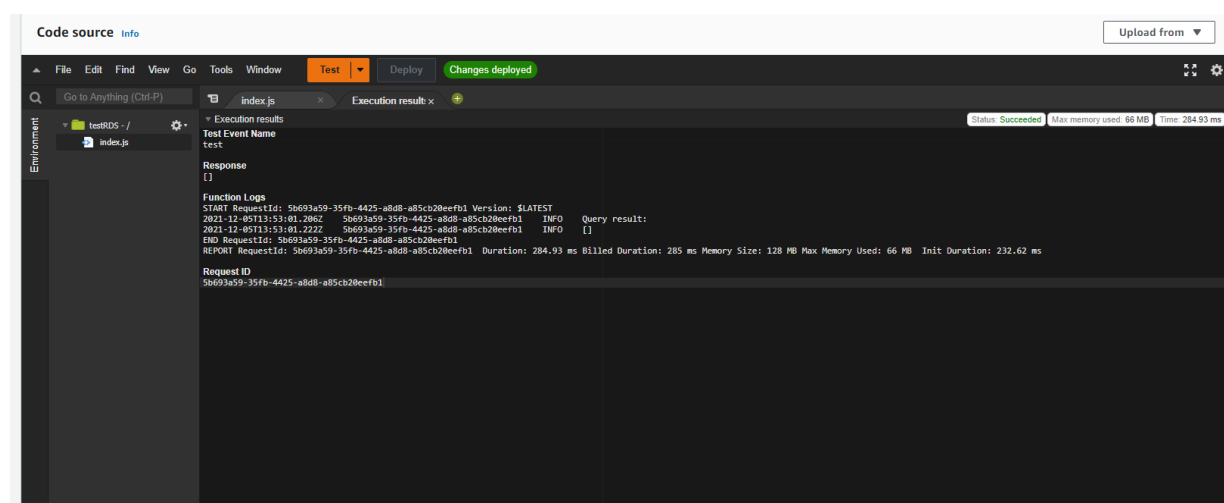 Code source Info
Upload from ▼
File Edit Find View Go Tools Window Test Deploy Changes deployed
Go to Anything (Ctrl-P)
index.js ×
Execution result: ×
Environment
testRDS - /
index.js
Execution results
Status: Succeeded
Max memory used: 66 MB
Time: 284.93 ms
Test Event Name
test
Response
[]
Function Logs
START RequestId: 5b693a59-35fb-4425-a8d8-a85cb20eefb1 Version: $LATEST
2021-12-05T13:53:01.206Z 5b693a59-35fb-4425-a8d8-a85cb20eefb1 INFO Query result:
2021-12-05T13:53:01.222Z 5b693a59-35fb-4425-a8d8-a85cb20eefb1 INFO []
END RequestId: 5b693a59-35fb-4425-a8d8-a85cb20eefb1
REPORT RequestId: 5b693a59-35fb-4425-a8d8-a85cb20eefb1 Duration: 284.93 ms Billed Duration: 285 ms Memory Size: 128 MB Max Memory Used: 66 MB Init Duration: 232.62 ms
Request ID
5b693a59-35fb-4425-a8d8-a85cb20eefb1